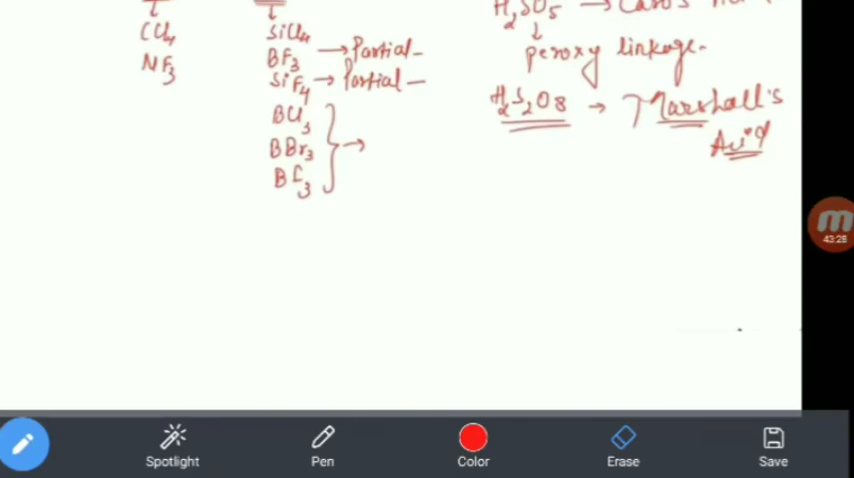 CCl4
NF3
SiCl4
BF3 → Partial -
SiF4 → Partial -
BCl3
BBr3
BI3
H2SO5 → Caro's
peroxy linkage.
H2S2O8 → Marshall's
Acid
43:28
Spotlight
Pen
Color
Erase
Save